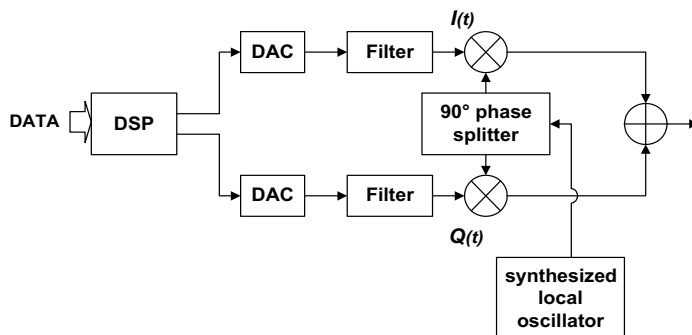 I(t)
DAC
Filter
DATA
DSP
90° phase
splitter
DAC
Filter
Q(t)
synthesized
local
oscillator